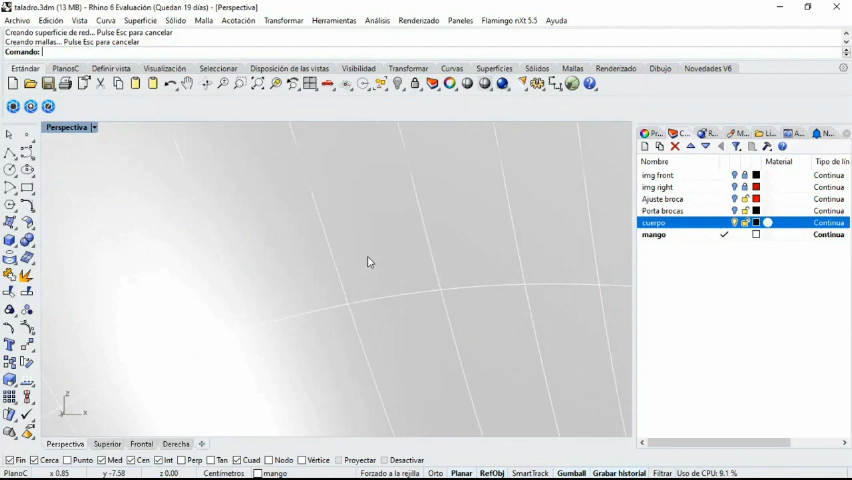 taladro.3dm (13 MB) - Rhino 6 Evaluación (Quedan 19 días) - [Perspectiva]
Archivo Edición Vista Curva Superficie Sólido Malla Acotación Transformar Herramientas Análisis Renderizado Paneles Flamingo nXt 5.5 Ayuda
Creando superficie de red... Pulse Esc para cancelar
Creando mallas... Pulse Esc para cancelar
Comando:
Estándar PlanosC Definir vista Visualización Seleccionar Disposición de las vistas Visibilidad Transformar Curvas Superficies Sólidos Mallas Renderizado Dibujo Novedades V6
Perspectiva
Pr... C... R... M... Li... A... N...
Nombre Material Tipo de lín
img front Continua
img right Continua
Ajuste broca Continua
Porta brocas Continua
cuerpo Continua
mango Continua
z
y x
Perspectiva Superior Frontal Derecha
Fin Cerca Punto Med Cen Int Perp Tan Cuad Nodo Vértice Proyectar Desactivar
PlanoC x 0.85 y -7.58 z 0.00 Centímetros mango Forzado a la rejilla Orto Planar RefObj SmartTrack Gumball Grabar historial Filtrar Uso de CPU: 9.1 %